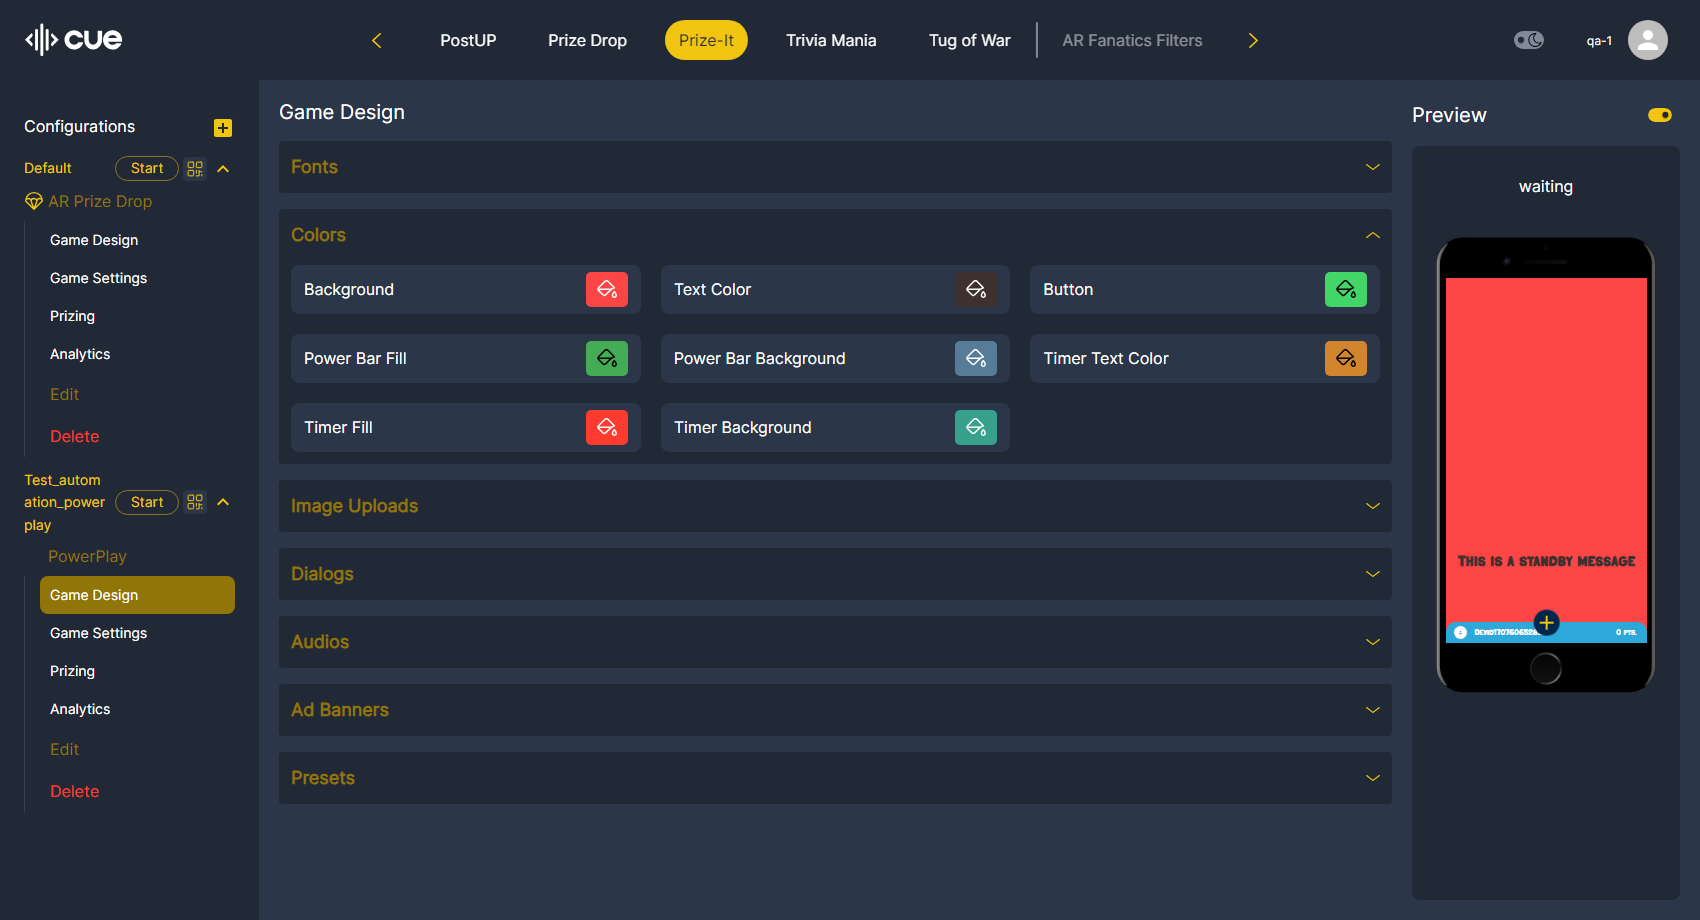 cue
PostUP
Prize Drop
Prize-It
Trivia Mania
Tug of War
AR Fanatics Filters
qa-1
Configurations
Default
Start
AR Prize Drop
Game Design
Game Settings
Prizing
Analytics
Edit
Delete
Test_autom
ation_power
play
Start
PowerPlay
Game Design
Game Settings
Prizing
Analytics
Edit
Delete
Game Design
Fonts
Colors
Background
Text Color
Button
Power Bar Fill
Power Bar Background
Timer Text Color
Timer Fill
Timer Background
Image Uploads
Dialogs
Audios
Ad Banners
Presets
Preview
waiting
THIS IS A STANDBY MESSAGE
0 PTS.